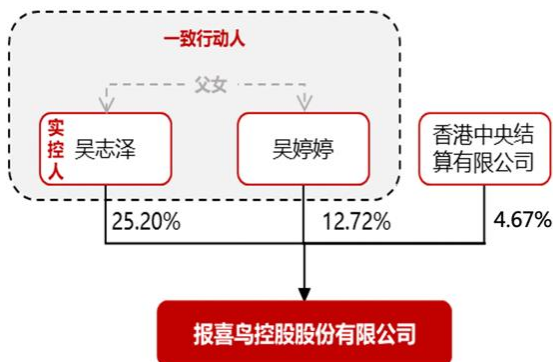 一致行动人
父女
实控人
吴志泽
吴婷婷
香港中央结
算有限公司
25.20%
12.72%
4.67%
报喜鸟控股股份有限公司